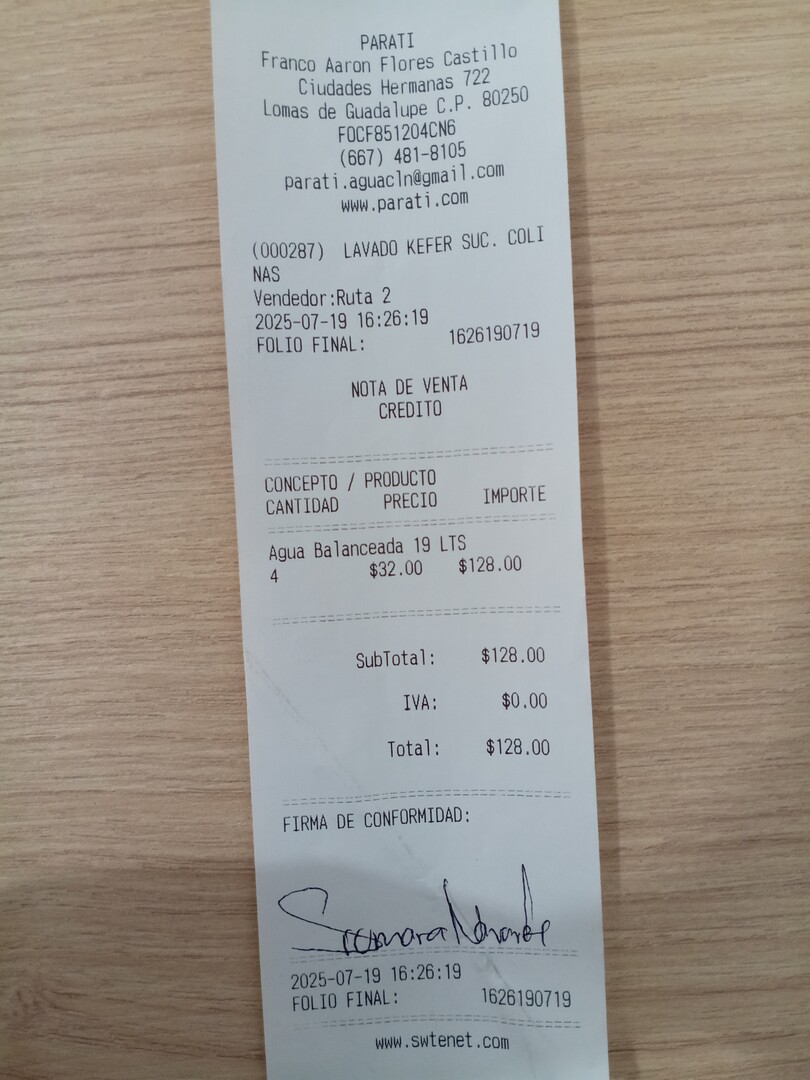 PARATI
Franco Aaron Flores Castillo
Ciudades Hermanas 722
Lomas de Guadalupe C.P. 80250
FOCF851204CN6
(667) 481-8105
parati.aguacln@gmail.com
www.parati.com
(000287) LAVADO KEFER SUC. COLI
NAS
Vendedor:Ruta 2
2025-07-19 16:26:19
FOLIO FINAL: 1626190719
NOTA DE VENTA
CREDITO
CONCEPTO / PRODUCTO
CANTIDAD PRECIO IMPORTE
Agua Balanceada 19 LTS
4 $32.00 $128.00
SubTotal: $128.00
IVA: $0.00
Total: $128.00
FIRMA DE CONFORMIDAD:
2025-07-19 16:26:19
FOLIO FINAL: 1626190719
www.swtenet.com